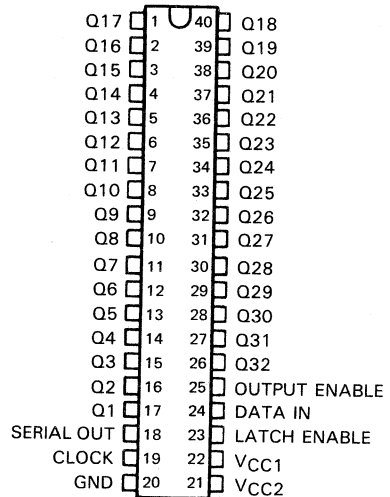 Q17 1 40 Q18
Q16 2 39 Q19
Q15 3 38 Q20
Q14 4 37 Q21
Q13 5 36 Q22
Q12 6 35 Q23
Q11 7 34 Q24
Q10 8 33 Q25
Q9 9 32 Q26
Q8 10 31 Q27
Q7 11 30 Q28
Q6 12 29 Q29
Q5 13 28 Q30
Q4 14 27 Q31
Q3 15 26 Q32
Q2 16 25 OUTPUT ENABLE
Q1 17 24 DATA IN
SERIAL OUT 18 23 LATCH ENABLE
CLOCK 19 22 VCC1
GND 20 21 VCC2